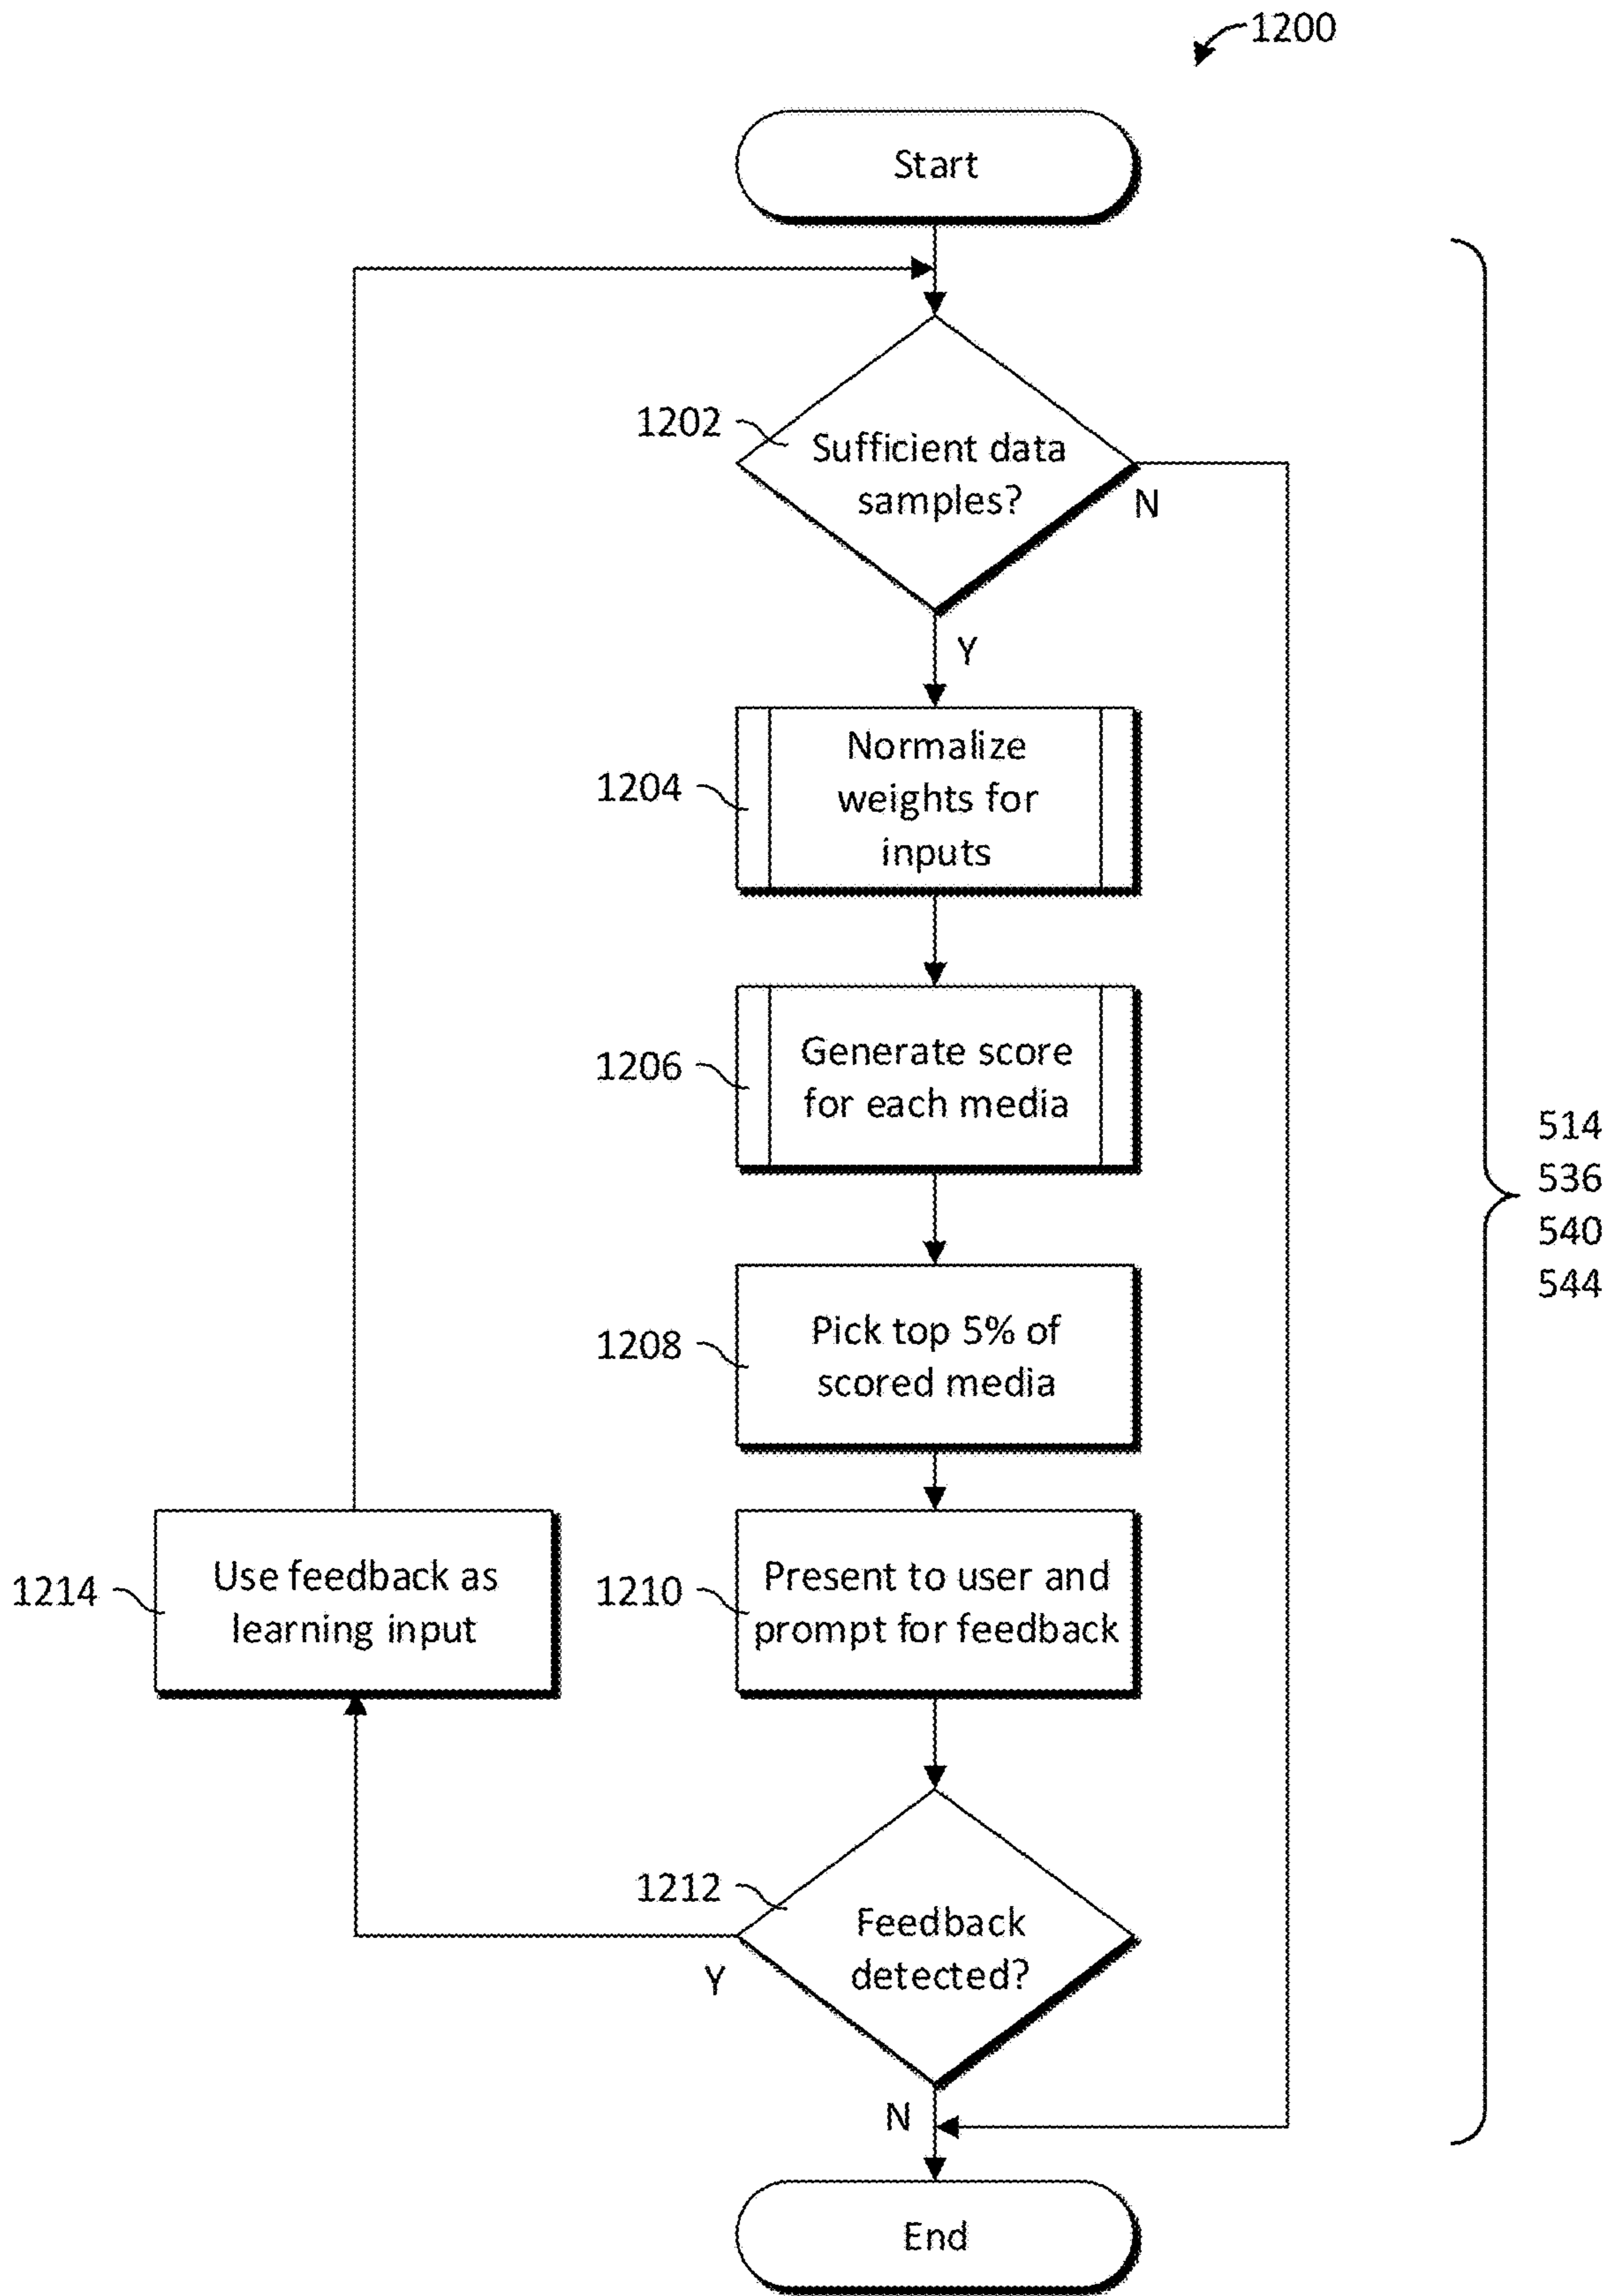 1200
Start
1202
Sufficient data
samples?
N
Y
1204
Normalize
weights for
inputs
1206
Generate score
for each media
514
536
540
544
1208
Pick top 5% of
scored media
1214
Use feedback as
learning input
1210
Present to user and
prompt for feedback
1212
Feedback
detected?
Y
N
End